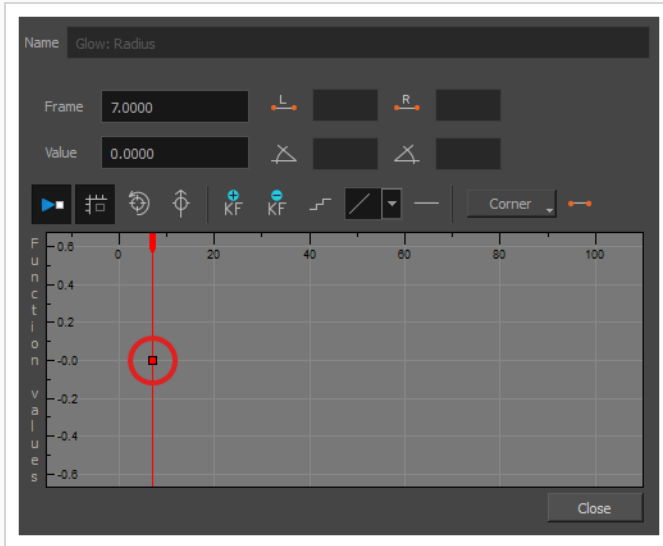 Name Glow: Radius
L R
Frame 7.0000
Value 0.0000
KF KF Corner
Function values
0.6
0 20 40 60 80 100
0.4
0.2
-0.0
-0.2
-0.4
-0.6
Close